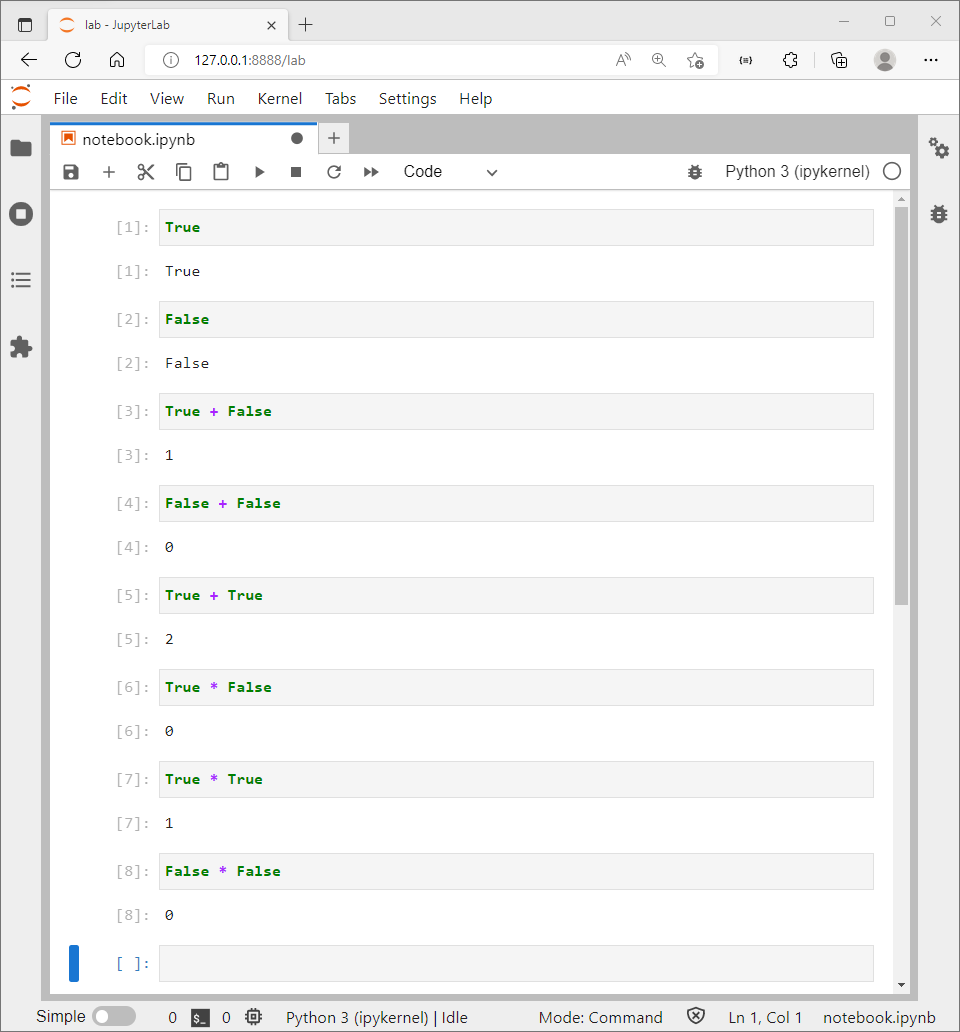 lab - JupyterLab
127.0.0.1:8888/lab
File Edit View Run Kernel Tabs Settings Help
notebook.ipynb
Code Python 3 (ipykernel)
[1]: True
[1]: True
[2]: False
[2]: False
[3]: True + False
[3]: 1
[4]: False + False
[4]: 0
[5]: True + True
[5]: 2
[6]: True * False
[6]: 0
[7]: True * True
[7]: 1
[8]: False * False
[8]: 0
[ ]:
Simple 0 $_ 0 Python 3 (ipykernel) | Idle Mode: Command Ln 1, Col 1 notebook.ipynb